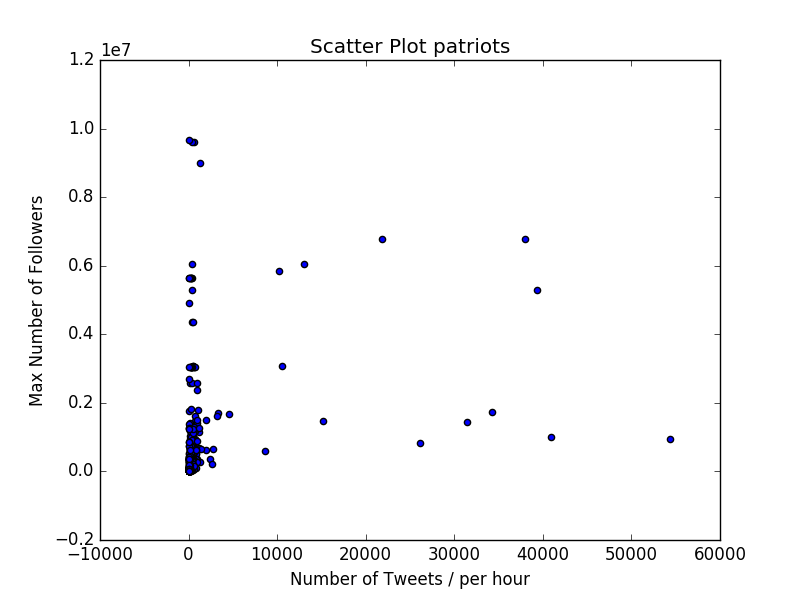 Scatter Plot patriots
1e7
1.2
1.0
0.8
0.6
0.4
0.2
0.0
−0.2
−10000 0 10000 20000 30000 40000 50000 60000
Number of Tweets / per hour
Max Number of Followers